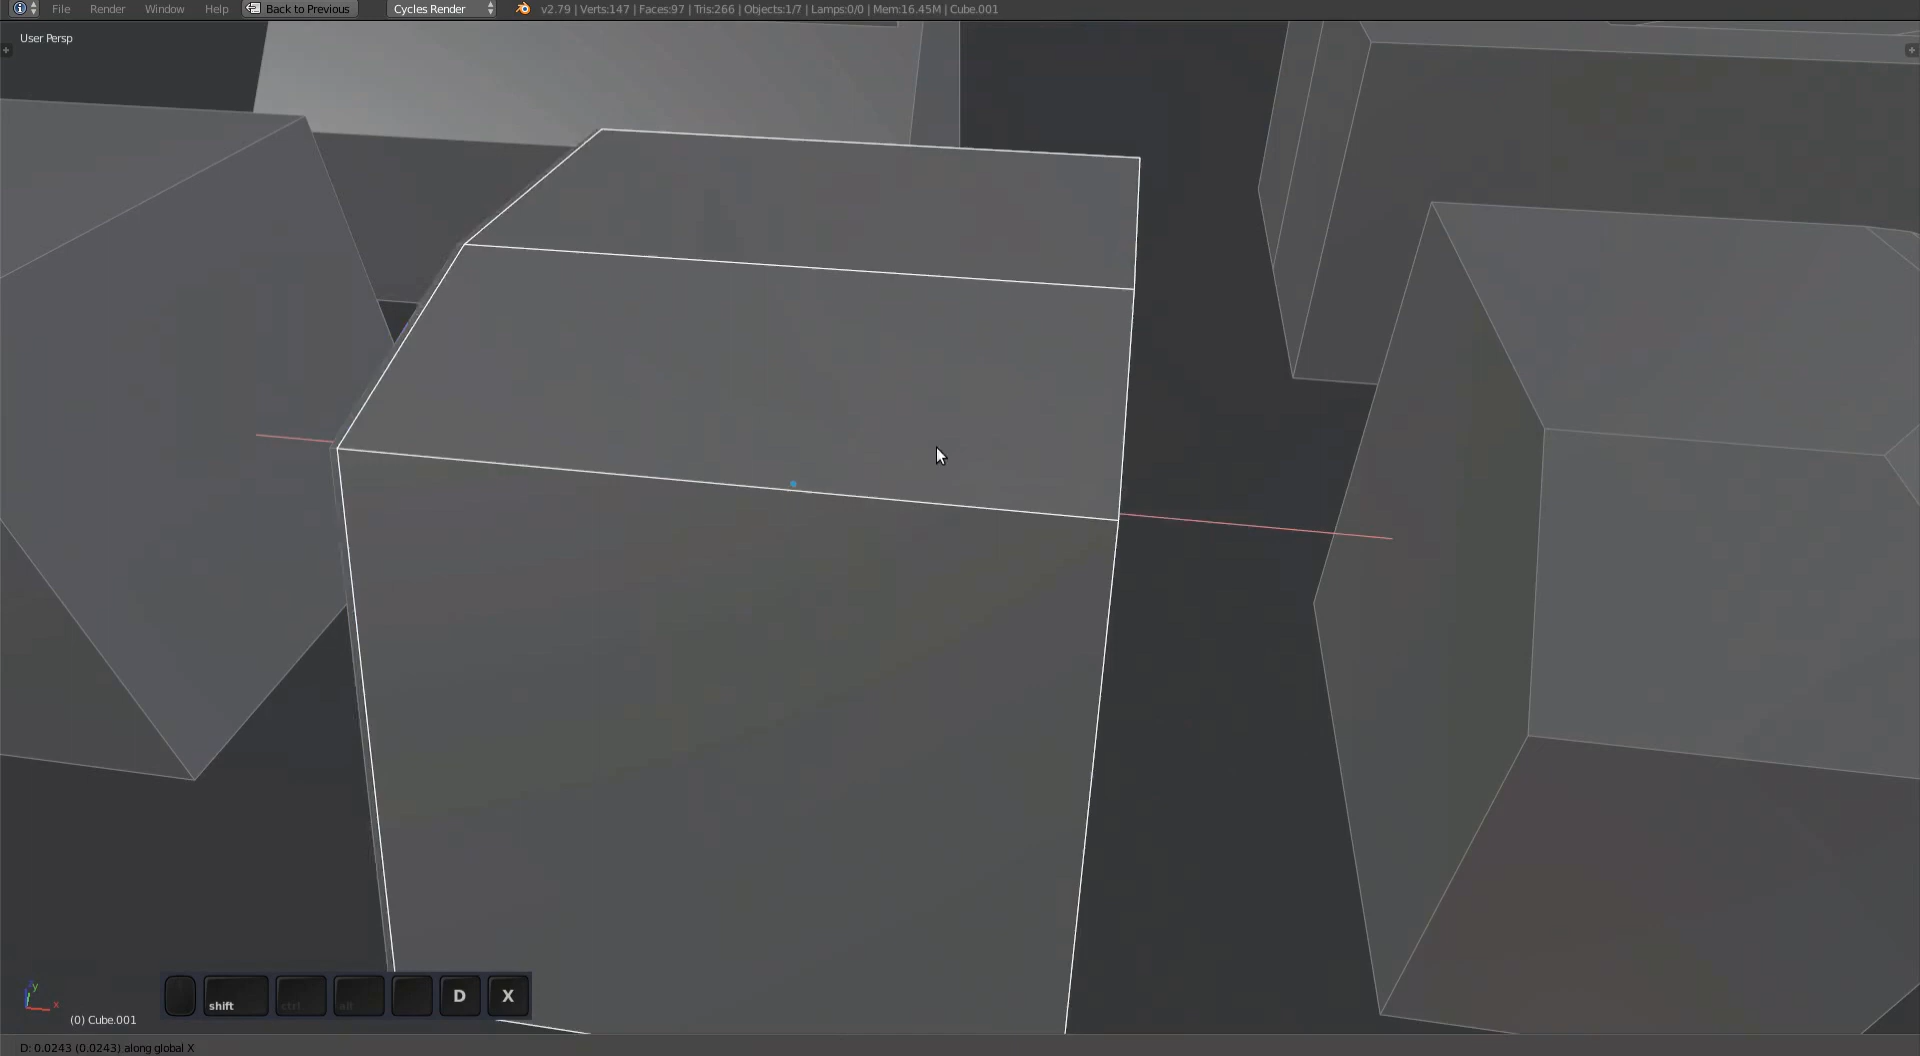 File Render Window Help Back to Previous Cycles Render v2.79 | Verts:147 | Faces:97 | Tris:266 | Objects:1/7 | Lamps:0/0 | Mem:16.45M | Cube.001
User Persp
y
x
shift ctrl alt D X
(0) Cube.001
D: 0.0243 (0.0243) along global X